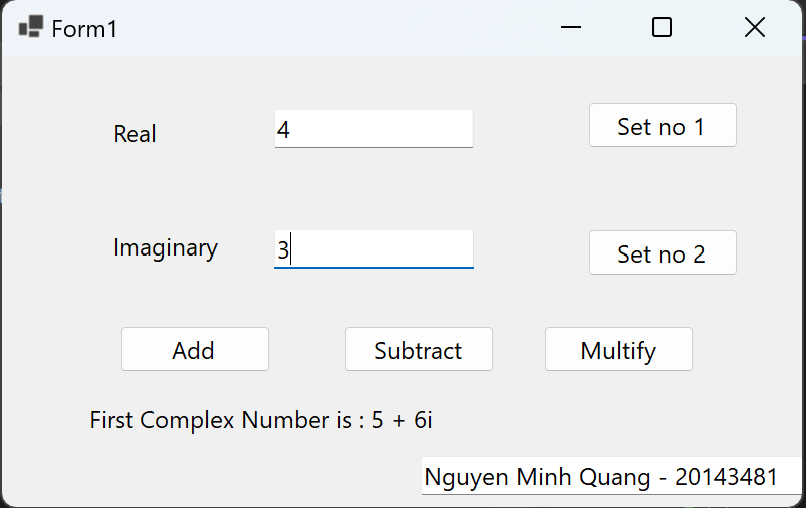 Form1
Real 4 Set no 1
Imaginary 3 Set no 2
Add Subtract Multify
First Complex Number is : 5 + 6i
Nguyen Minh Quang - 20143481